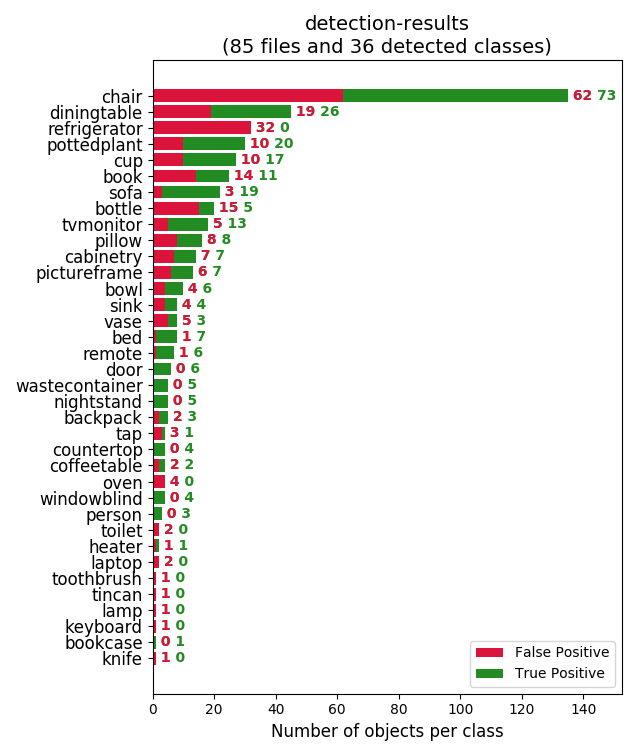 detection-results
(85 files and 36 detected classes)
chair 62 73
diningtable 19 26
refrigerator 32 0
pottedplant 10 20
cup 10 17
book 14 11
sofa 3 19
bottle 15 5
tvmonitor 5 13
pillow 8 8
cabinetry 7 7
pictureframe 6 7
bowl 4 6
sink 4 4
vase 5 3
bed 1 7
remote 1 6
door 0 6
wastecontainer 0 5
nightstand 0 5
backpack 2 3
tap 3 1
countertop 0 4
coffeetable 2 2
oven 4 0
windowblind 0 4
person 0 3
toilet 2 0
heater 1 1
laptop 2 0
toothbrush 1 0
tincan 1 0
lamp 1 0
keyboard 1 0
bookcase 0 1
knife 1 0
False Positive
True Positive
0 20 40 60 80 100 120 140
Number of objects per class